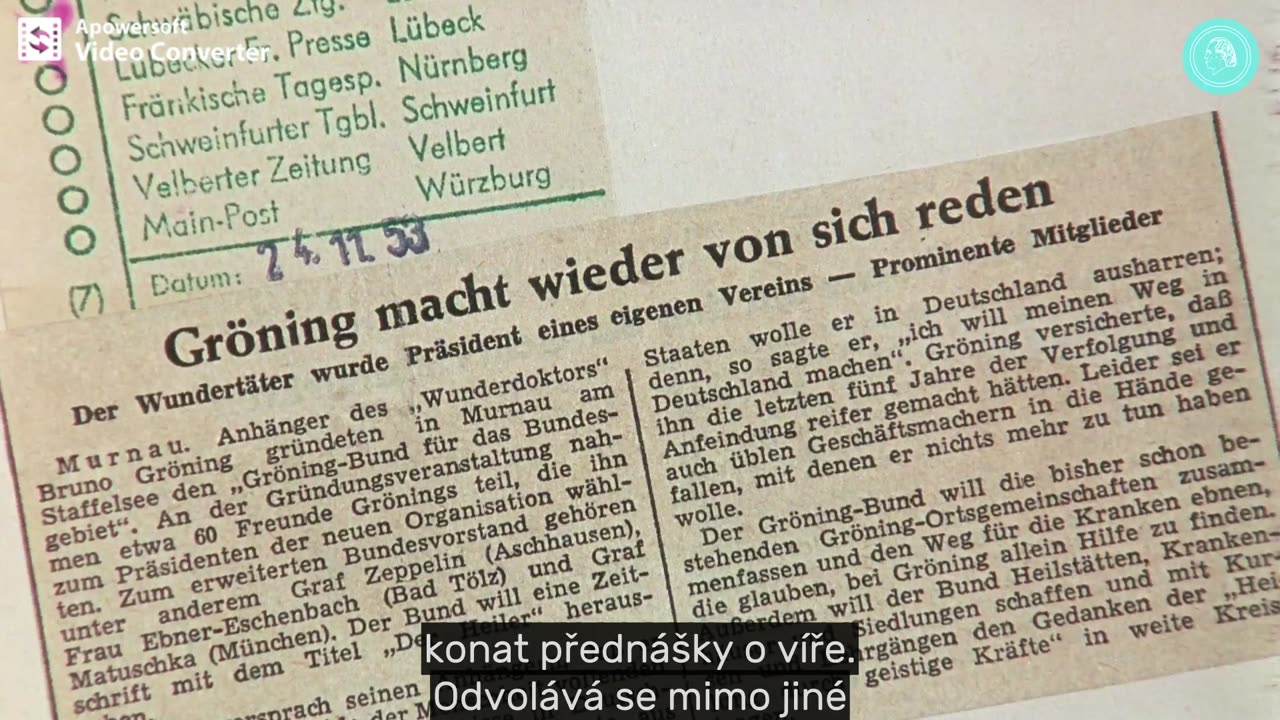 Apowersoft
Video Converter
Schwäbische Ztg.
Lübecker Fr. Presse Lübeck
Fränkische Tagesp. Nürnberg
Schweinfurter Tgbl. Schweinfurt
Velberter Zeitung Velbert
Main-Post Würzburg
(7) Datum: 24. 11. 53
Gröning macht wieder von sich reden
Der Wundertäter wurde Präsident eines eigenen Vereins — Prominente Mitglieder
Murnau. Anhänger des „Wunderdoktors“
Bruno Gröning gründeten in Murnau am
Staffelsee den „Gröning-Bund für das Bundes-
gebiet“. An der Gründungsveranstaltung nah-
men etwa 60 Freunde Grönings teil, die ihn
zum Präsidenten der neuen Organisation wähl-
ten. Zum erweiterten Bundesvorstand gehören
unter anderem Graf Zeppelin (Aschhausen),
Frau Ebner-Eschenbach (Bad Tölz) und Graf
Matuschka (München). Der Bund will eine Zeit-
schrift mit dem Titel „Der Heiler“ heraus-
seinen
Staaten wolle er in Deutschland ausharren;
denn, so sagte er, „ich will meinen Weg in
Deutschland machen“. Gröning versicherte, daß
ihn die letzten fünf Jahre der Verfolgung und
Anfeindung reifer gemacht hätten. Leider sei er
auch üblen Geschäftsmachern in die Hände ge-
fallen, mit denen er nichts mehr zu tun haben
wolle.
Der Gröning-Bund will die bisher schon be-
stehenden Gröning-Ortsgemeinschaften zusam-
menfassen und den Weg für die Kranken ebnen,
die glauben, bei Gröning allein Hilfe zu finden.
Außerdem will der Bund Heilstätten, Kranken-
Siedlungen schaffen und mit Kur-
den Gedanken der „Hei
geistige Kräfte“ in weite Kreis
konat přednášky o víře.
Odvolává se mimo jiné